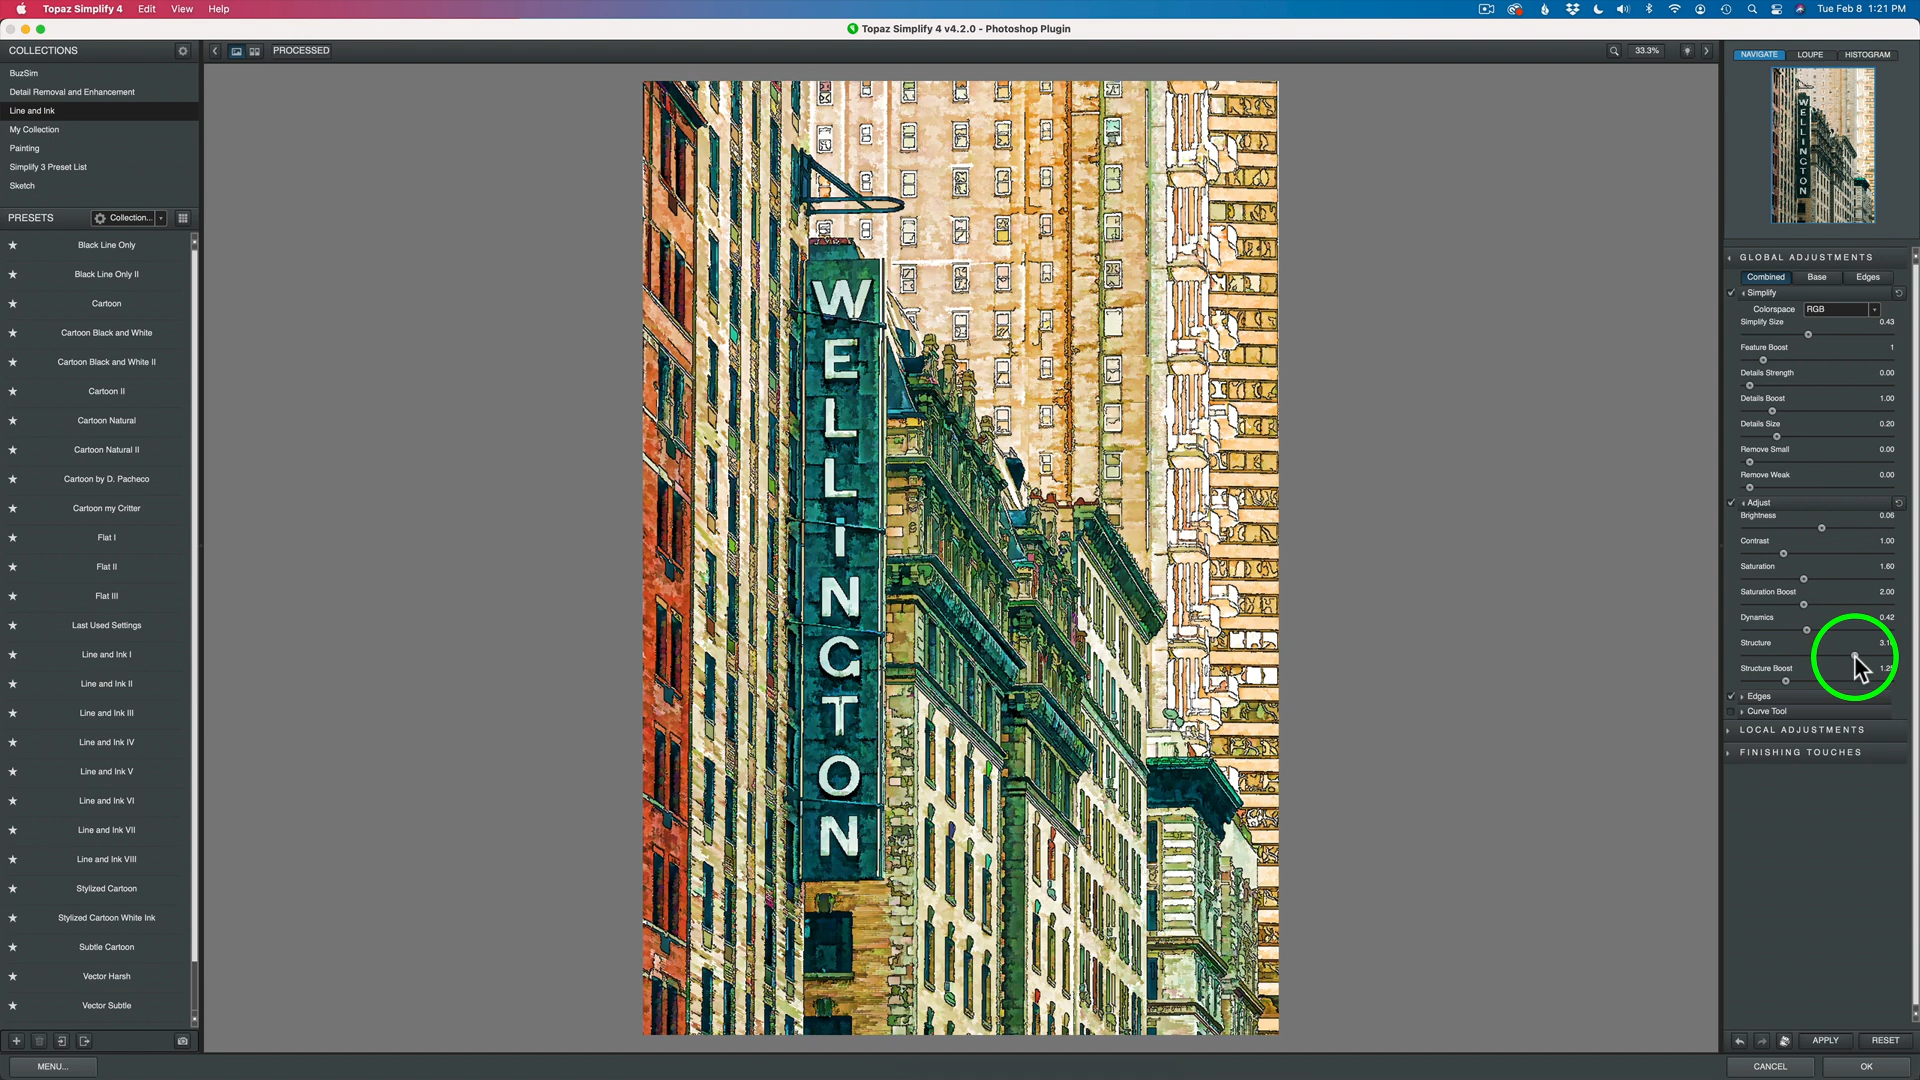 Topaz Simplify 4 Edit View Help
Tue Feb 8 1:21 PM
Topaz Simplify 4 v4.2.0 - Photoshop Plugin
COLLECTIONS
BuzSim
Detail Removal and Enhancement
Line and Ink
My Collection
Painting
Simplify 3 Preset List
Sketch
PRESETS
Collection...
Black Line Only
Black Line Only II
Cartoon
Cartoon Black and White
Cartoon Black and White II
Cartoon II
Cartoon Natural
Cartoon Natural II
Cartoon by D. Pacheco
Cartoon my Critter
Flat I
Flat II
Flat III
Last Used Settings
Line and Ink I
Line and Ink II
Line and Ink III
Line and Ink IV
Line and Ink V
Line and Ink VI
Line and Ink VII
Line and Ink VIII
Stylized Cartoon
Stylized Cartoon White Ink
Subtle Cartoon
Vector Harsh
Vector Subtle
MENU...
PROCESSED
33.3%
WELLINGTON
NAVIGATE LOUPE HISTOGRAM
WELLINGTON
GLOBAL ADJUSTMENTS
Combined Base Edges
Simplify
Colorspace RGB
Simplify Size 0.43
Feature Boost 1
Details Strength 0.00
Details Boost 1.00
Details Size 0.20
Remove Small 0.00
Remove Weak 0.00
Adjust
Brightness 0.06
Contrast 1.00
Saturation 1.60
Saturation Boost 2.00
Dynamics 0.42
Structure
Structure Boost
Edges
Curve Tool
LOCAL ADJUSTMENTS
FINISHING TOUCHES
APPLY RESET
CANCEL OK